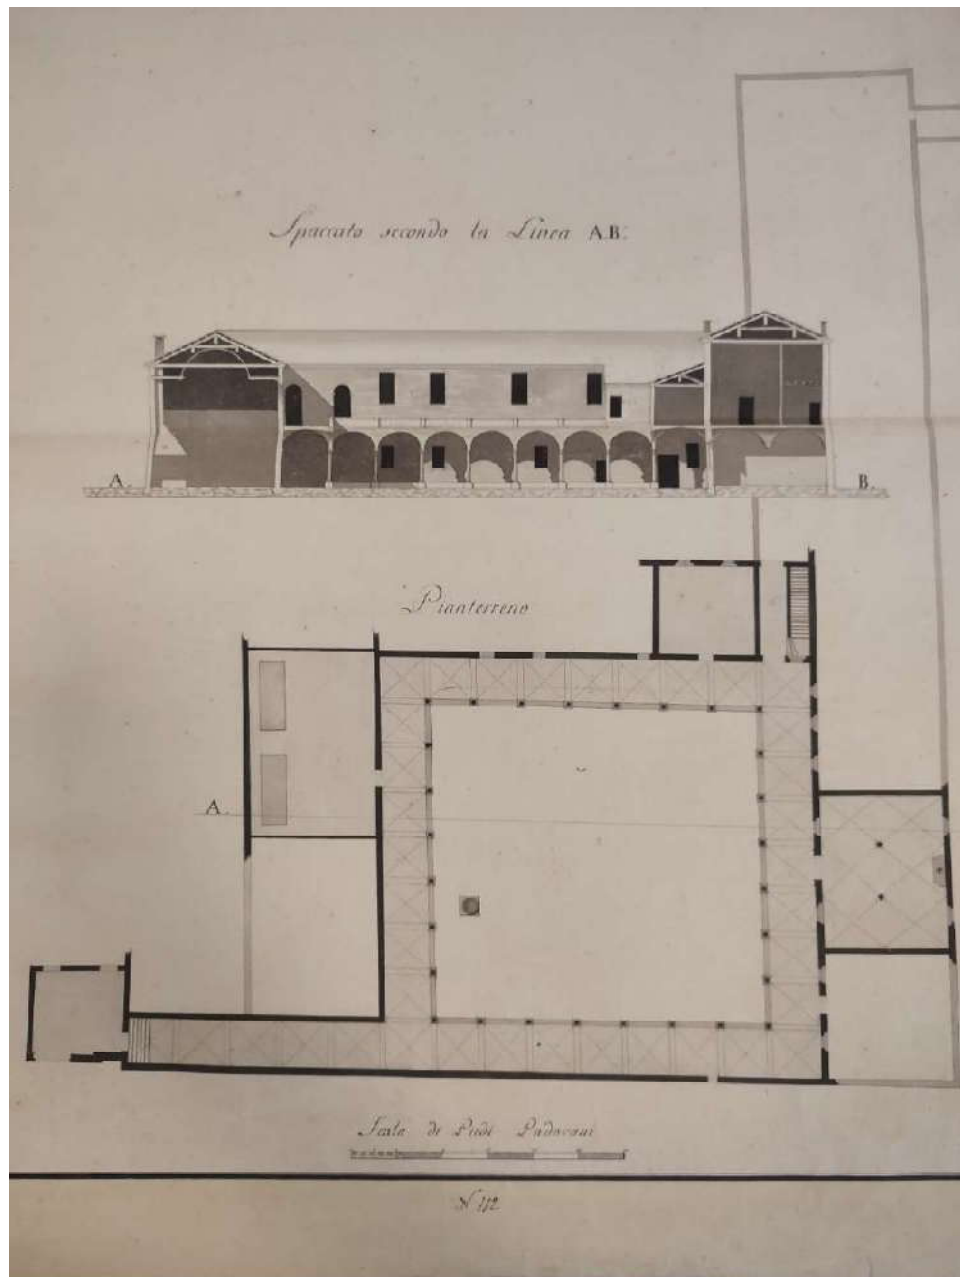 Spaccato secondo la Linea A.B.
A.
B.
Pianterreno
A.
Scala di Piedi Padovani
N 112